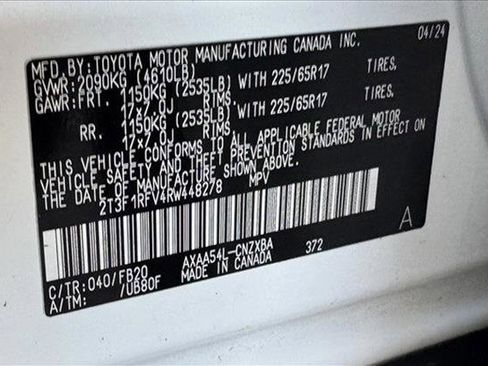 MFD. BY: TOYOTA MOTOR MANUFACTURING CANADA INC. 04/24
GVWR: 2090KG (4610LB)
GAWR: FRT. 1150KG (2535LB) WITH 225/65R17 TIRES,
17x7.0J RIMS,
RR. 1150KG (2535LB) WITH 225/65R17 TIRES,
17x7.0J RIMS,
THIS VEHICLE CONFORMS TO ALL APPLICABLE FEDERAL MOTOR
VEHICLE SAFETY AND THEFT PREVENTION STANDARDS IN EFFECT ON
THE DATE OF MANUFACTURE SHOWN ABOVE.
2T3F1RFV4RW448278 MPV
A
C/TR: 040/FB20 AXAA54L-CNZXBA 372
A/TM: /UB80F MADE IN CANADA